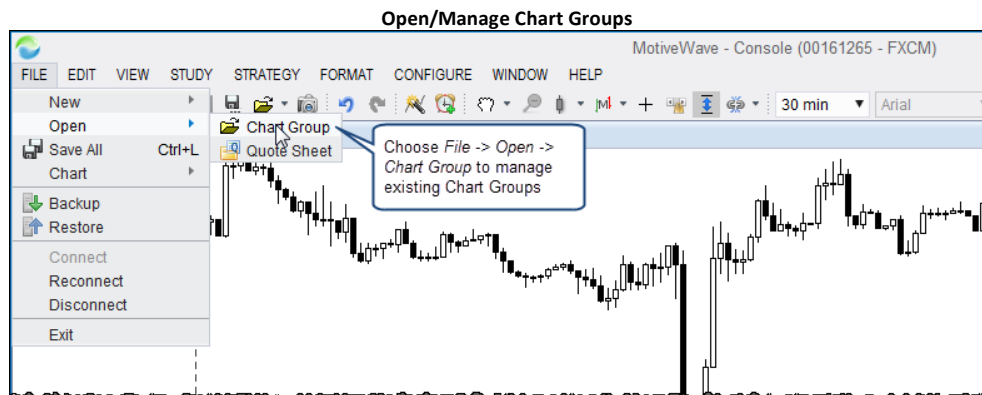 Open/Manage Chart Groups
MotiveWave - Console (00161265 - FXCM)
FILE EDIT VIEW STUDY STRATEGY FORMAT CONFIGURE WINDOW HELP
30 min Arial
New
Open
Save All Ctrl+L
Chart
Backup
Restore
Connect
Reconnect
Disconnect
Exit
Chart Group
Quote Sheet
Choose File -> Open ->
Chart Group to manage
existing Chart Groups